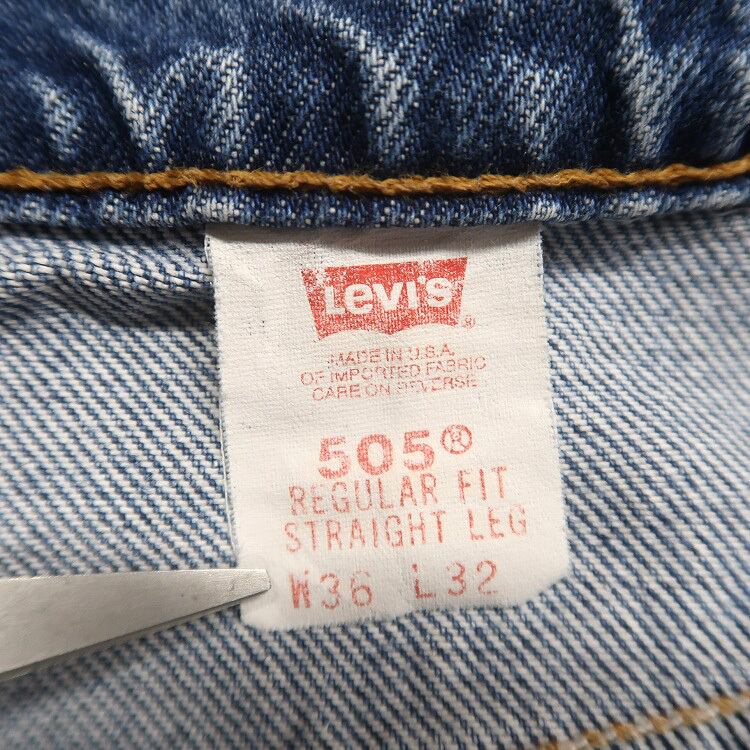 Levi's®
MADE IN U.S.A.
OF IMPORTED FABRIC
CARE ON REVERSE
505®
REGULAR FIT
STRAIGHT LEG
W36 L32